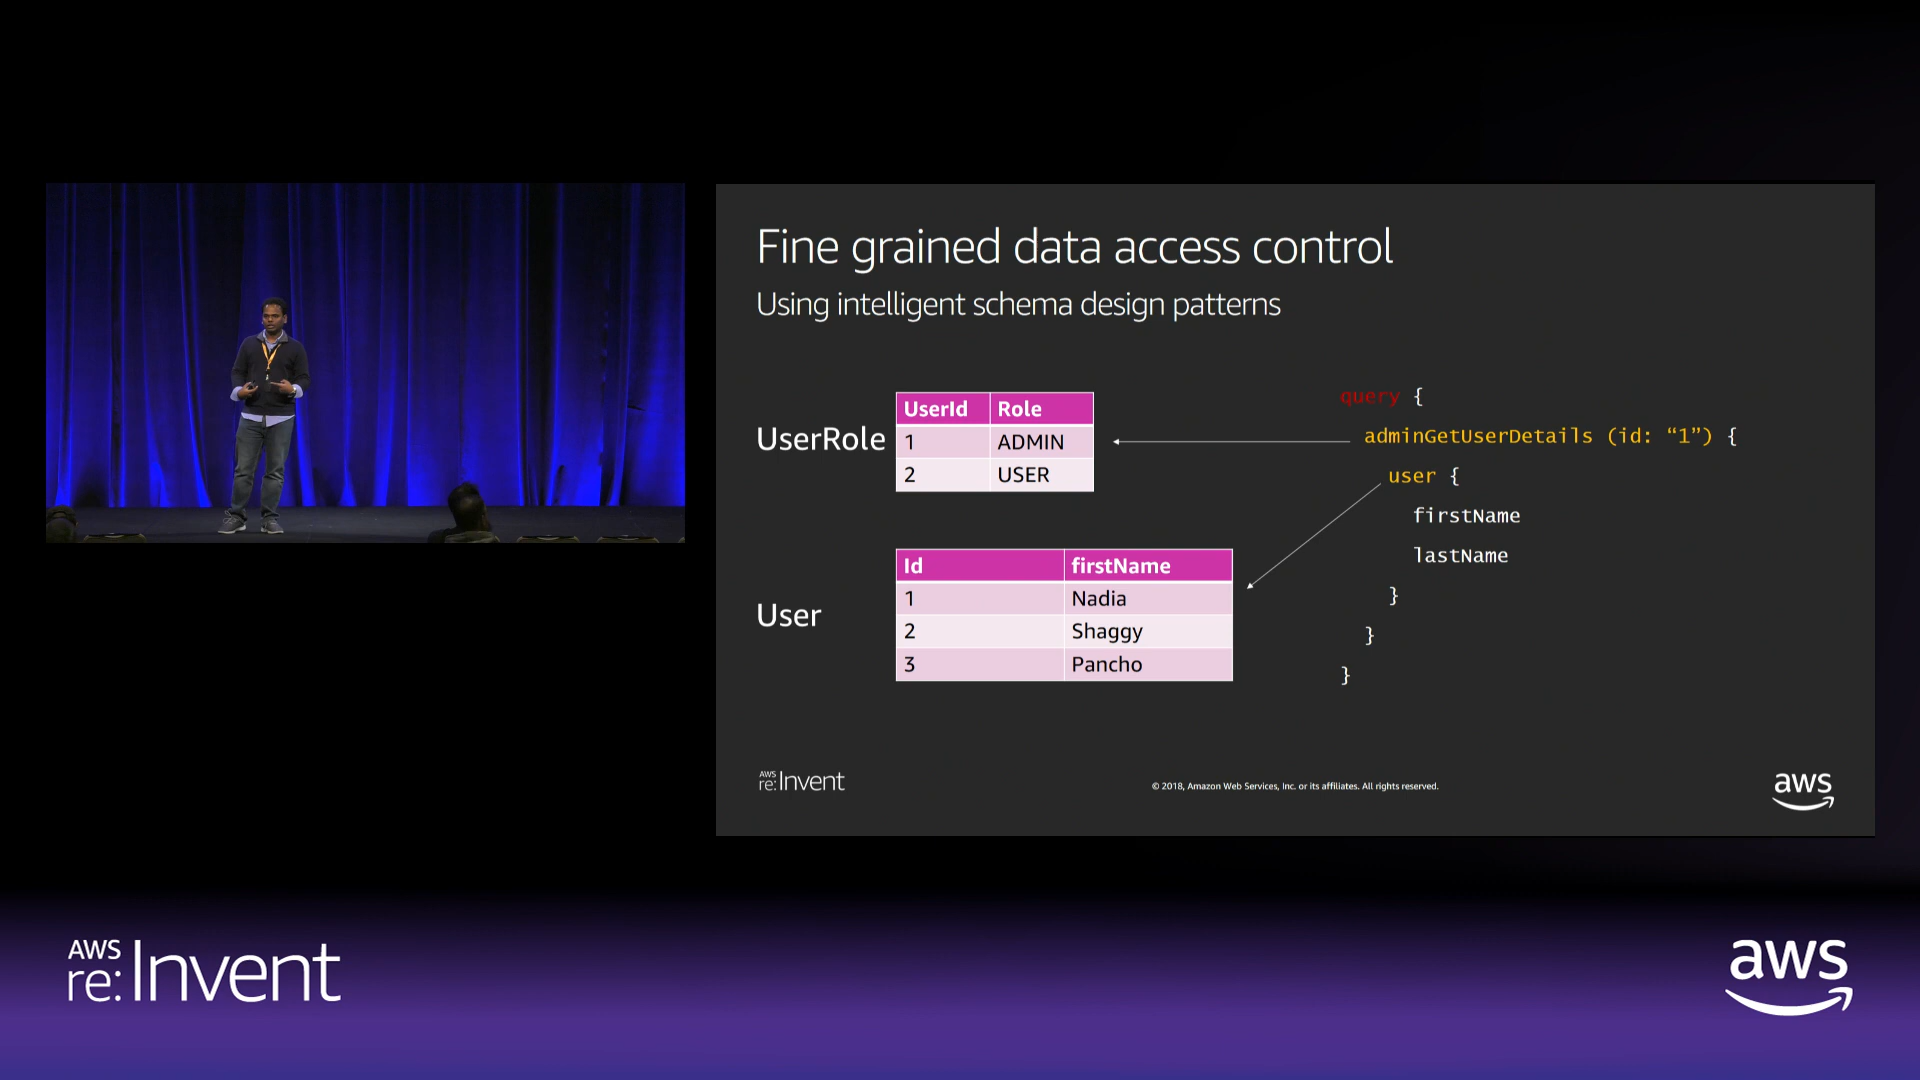 Fine grained data access control
Using intelligent schema design patterns
UserRole
UserId Role
1 ADMIN
2 USER
User
Id firstName
1 Nadia
2 Shaggy
3 Pancho
query {
adminGetUserDetails (id: “1”) {
user {
firstName
lastName
}
}
}
AWS
re:Invent
© 2018, Amazon Web Services, Inc. or its affiliates. All rights reserved.
aws
AWS
re:Invent
aws